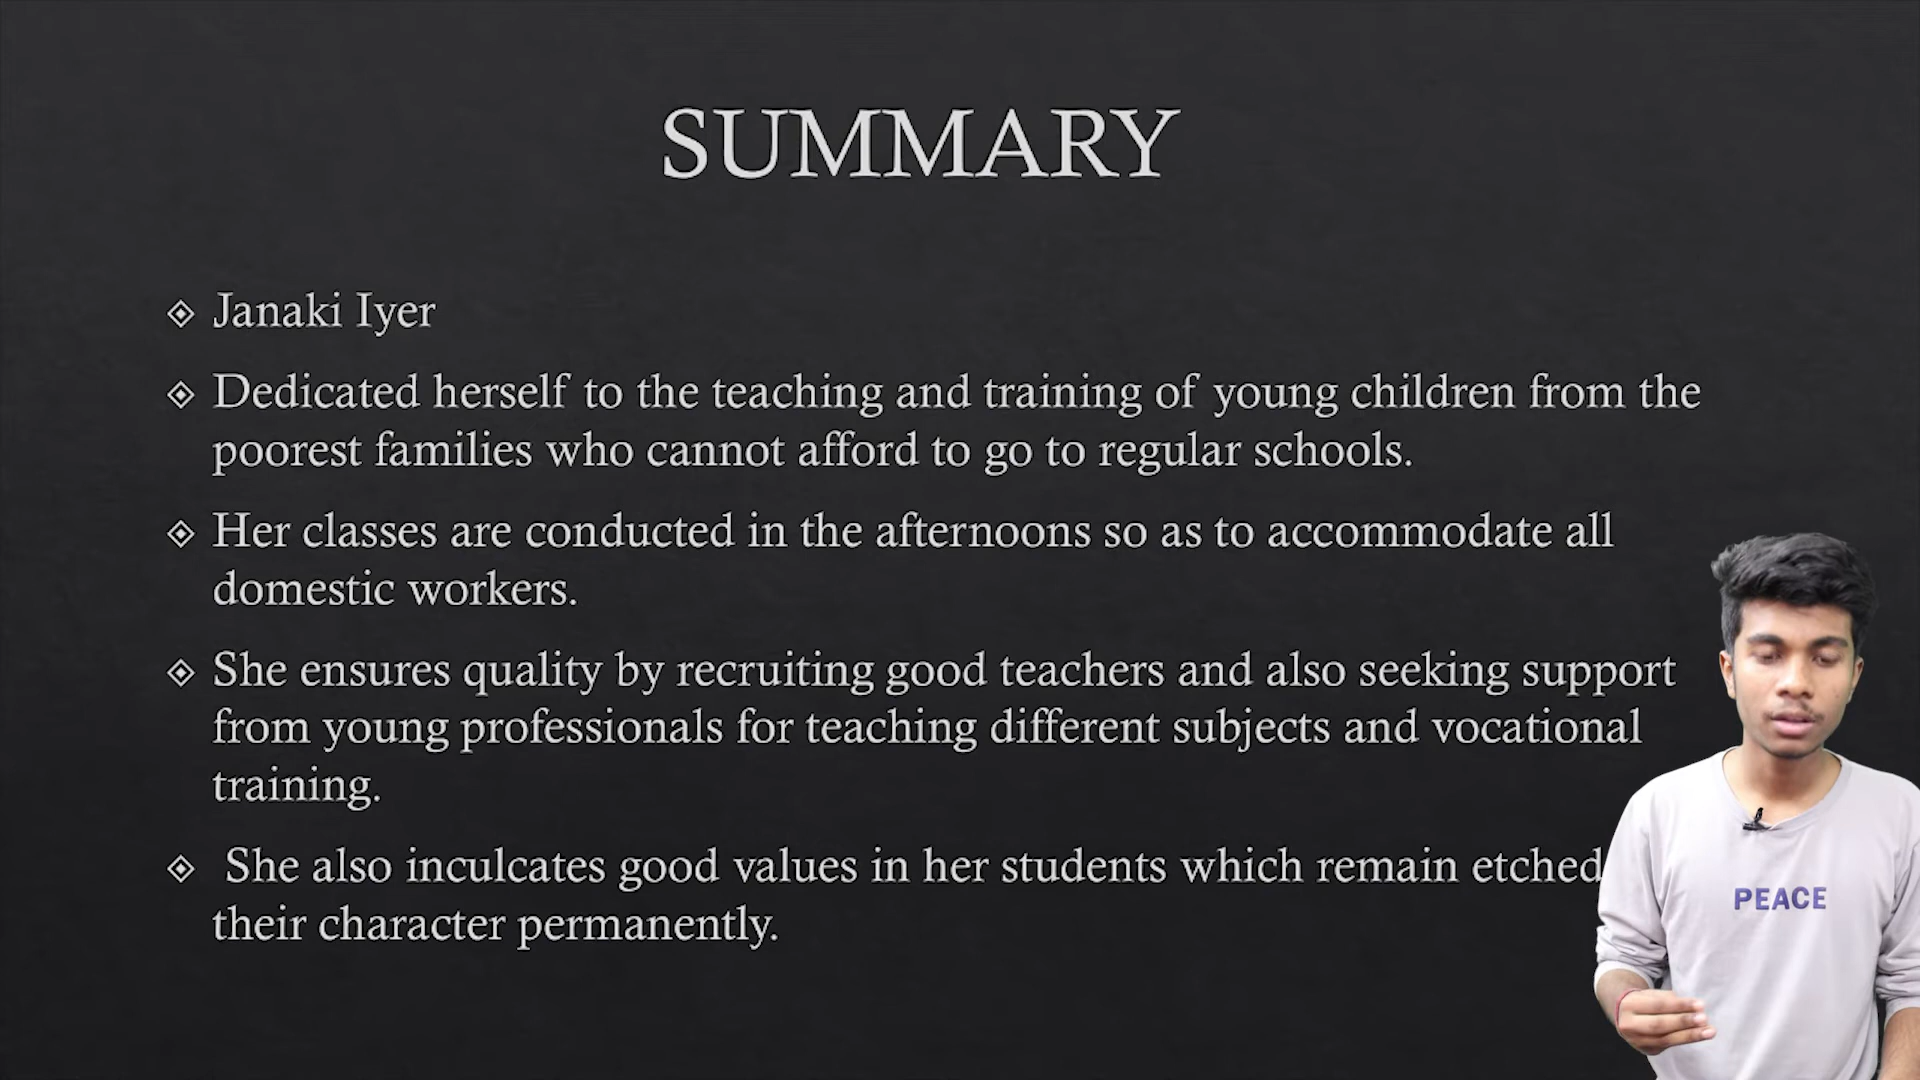 SUMMARY
Janaki Iyer
Dedicated herself to the teaching and training of young children from the
poorest families who cannot afford to go to regular schools.
Her classes are conducted in the afternoons so as to accommodate all
domestic workers.
She ensures quality by recruiting good teachers and also seeking support
from young professionals for teaching different subjects and vocational
training.
She also inculcates good values in her students which remain etched
their character permanently.
PEACE